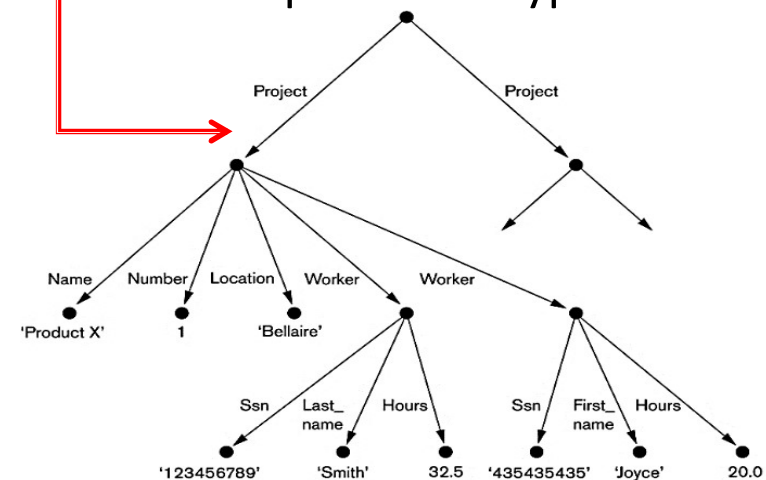 Project Project
Name Number Location Worker Worker
'Product X' 1 'Bellaire'
Ssn Last_ Hours Ssn First_ Hours
name name
'123456789' 'Smith' 32.5 '435435435' 'Joyce' 20.0